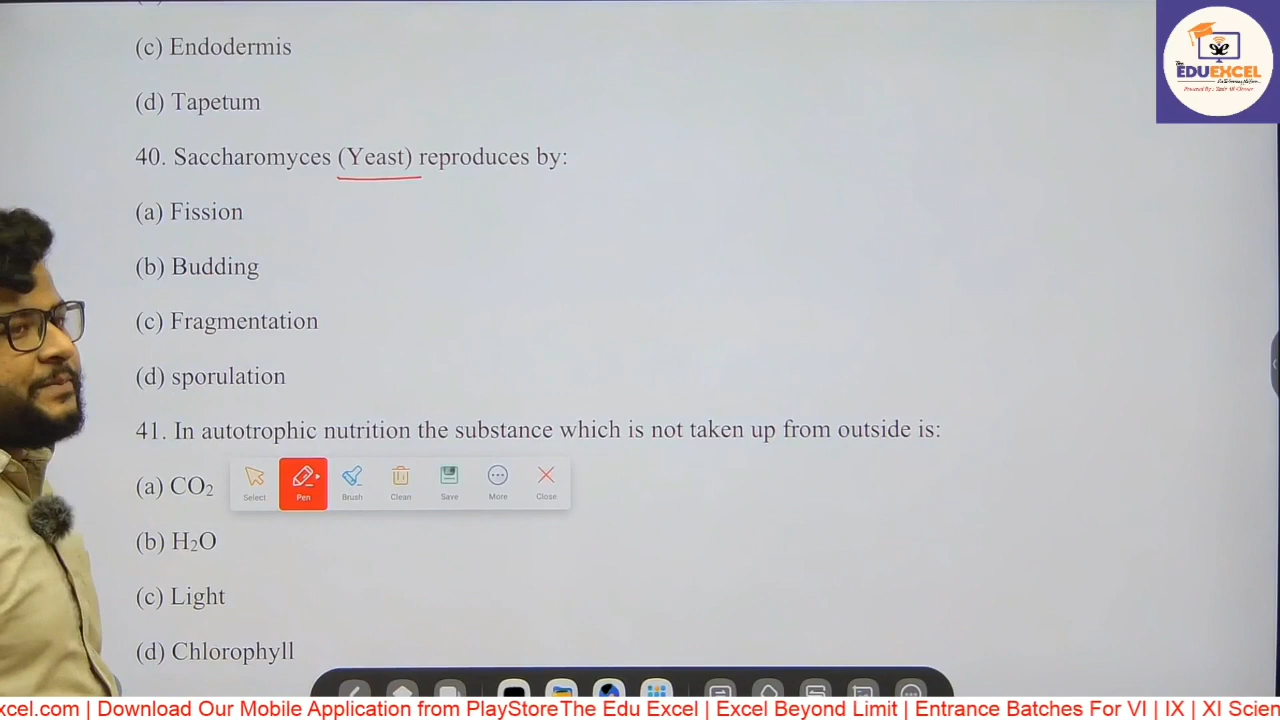 (c) Endodermis
(d) Tapetum
40. Saccharomyces (Yeast) reproduces by:
(a) Fission
(b) Budding
(c) Fragmentation
(d) sporulation
41. In autotrophic nutrition the substance which is not taken up from outside is:
(a) CO₂
(b) H₂O
(c) Light
(d) Chlorophyll
Select Pen Brush Clean Save More Close
The
EDUEXCEL
xcel.com | Download Our Mobile Application from PlayStoreThe Edu Excel | Excel Beyond Limit | Entrance Batches For VI | IX | XI Scien